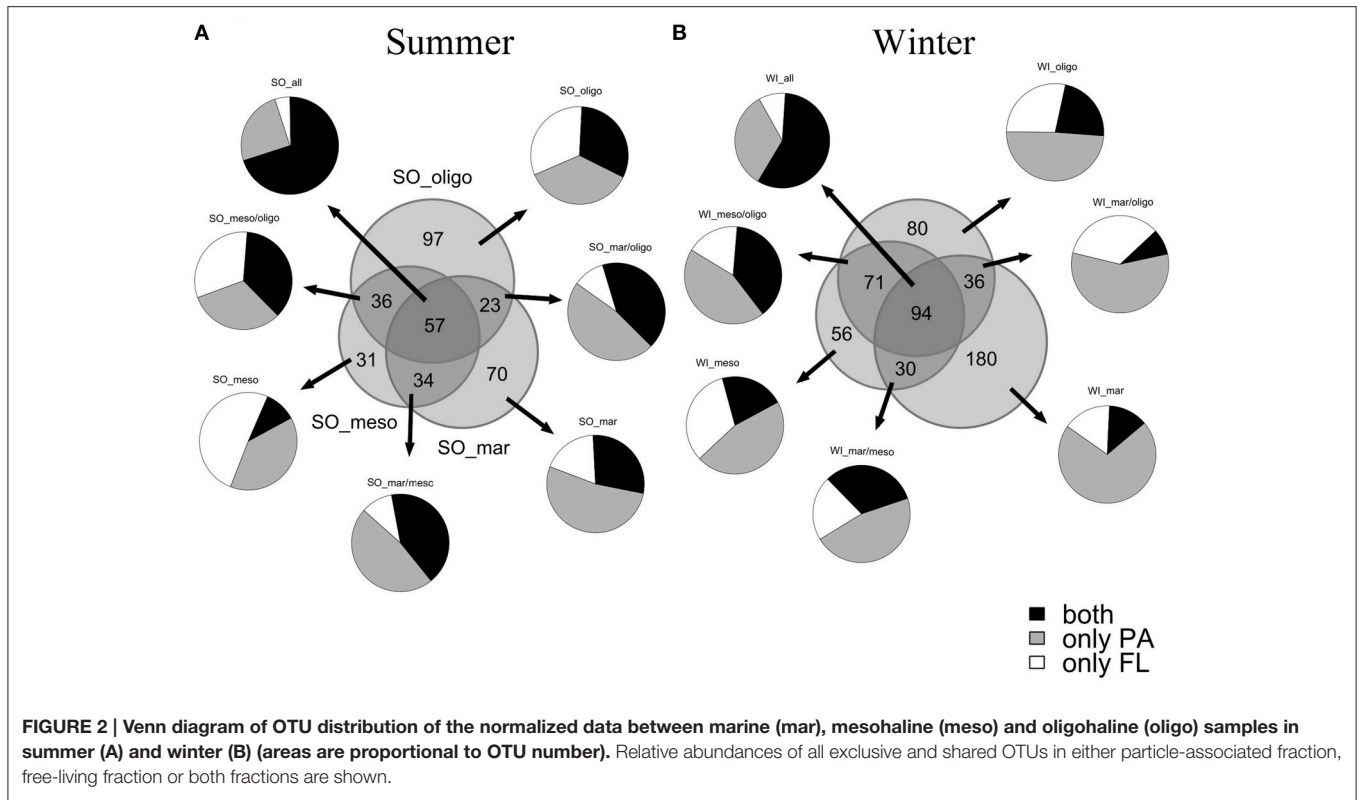 A
Summer
B
Winter
SO_all
SO_oligo
SO_meso/oligo
SO_oligo
97
SO_mar/oligo
36
23
57
31
34
70
SO_meso
SO_meso
SO_mar
SO_mar
SO_mar/mesc
WI_all
WI_oligo
WI_meso/oligo
80
WI_mar/oligo
71
36
94
56
180
30
WI_meso
WI_mar
WI_mar/meso
both
only PA
only FL
FIGURE 2 | Venn diagram of OTU distribution of the normalized data between marine (mar), mesohaline (meso) and oligohaline (oligo) samples in
summer (A) and winter (B) (areas are proportional to OTU number). Relative abundances of all exclusive and shared OTUs in either particle-associated fraction,
free-living fraction or both fractions are shown.